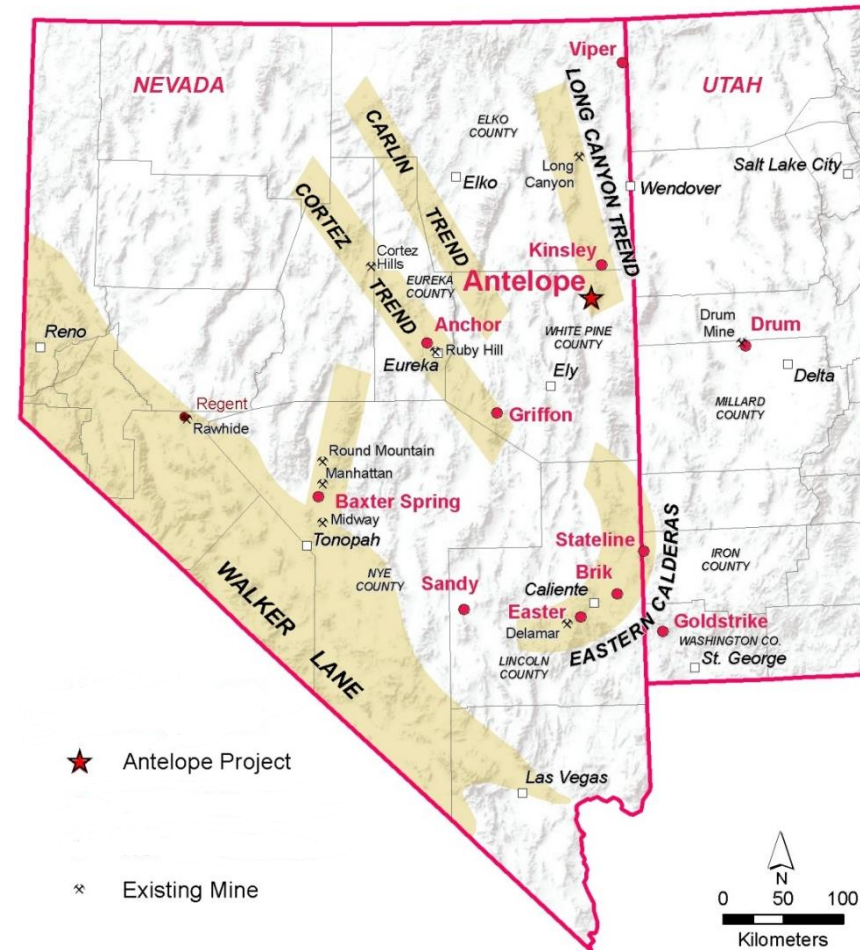 Viper
NEVADA
UTAH
LONG CANYON TREND
ELKO
COUNTY
CARLIN
TREND
Long
Canyon
Salt Lake City
Elko
Wendover
CORTEZ
TREND
Cortez
Hills
Kinsley
EUREKA
COUNTY
Antelope
WHITE PINE
COUNTY
Drum
Mine
Drum
Reno
Anchor
Ruby Hill
Eureka
Ely
Delta
MILLARD
COUNTY
Regent
Rawhide
Griffon
Round Mountain
Manhattan
Baxter Spring
Midway
Tonopah
Stateline
IRON
COUNTY
NYE
COUNTY
Sandy
Caliente
Brik
Easter
Delamar
EASTERN CALDERAS
Goldstrike
WASHINGTON CO.
St. George
LINCOLN
COUNTY
WALKER
LANE
Las Vegas
Antelope Project
Existing Mine
N
0 50 100
Kilometers